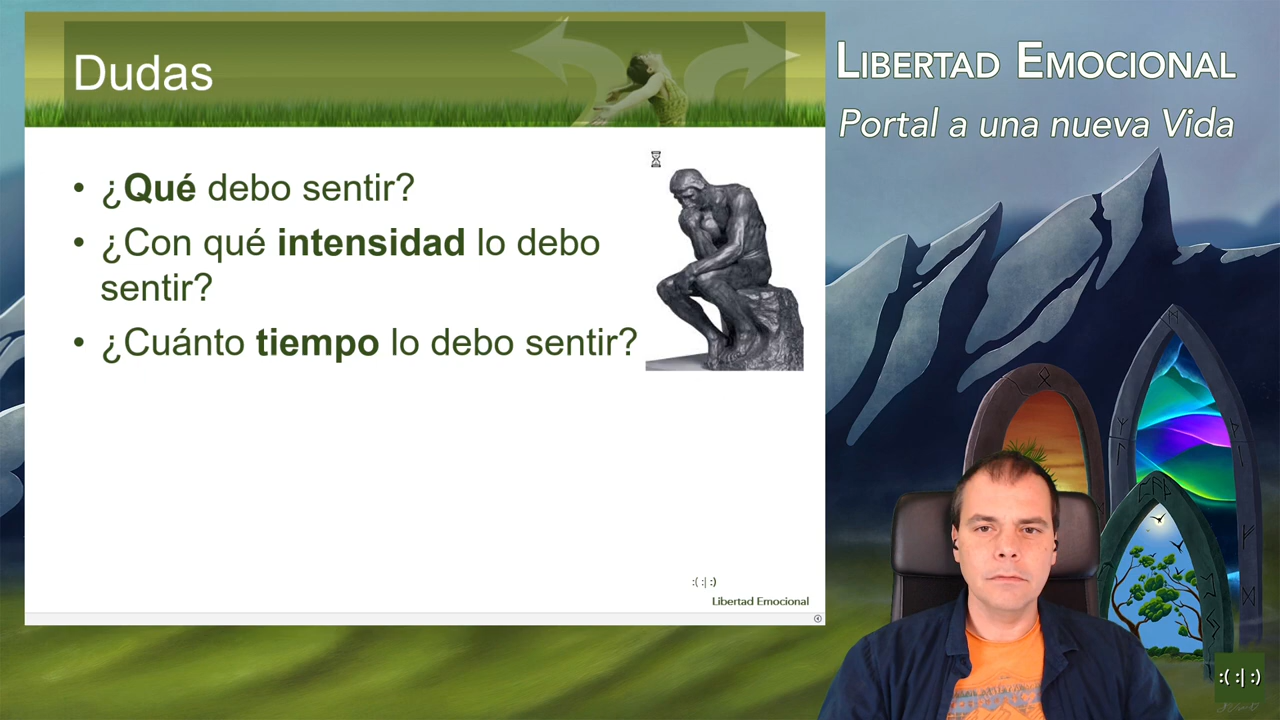 Dudas
• ¿Qué debo sentir?
• ¿Con qué intensidad lo debo
sentir?
• ¿Cuánto tiempo lo debo sentir?
:( :| :)
Libertad Emocional
LIBERTAD EMOCIONAL
Portal a una nueva Vida
:( :| :)